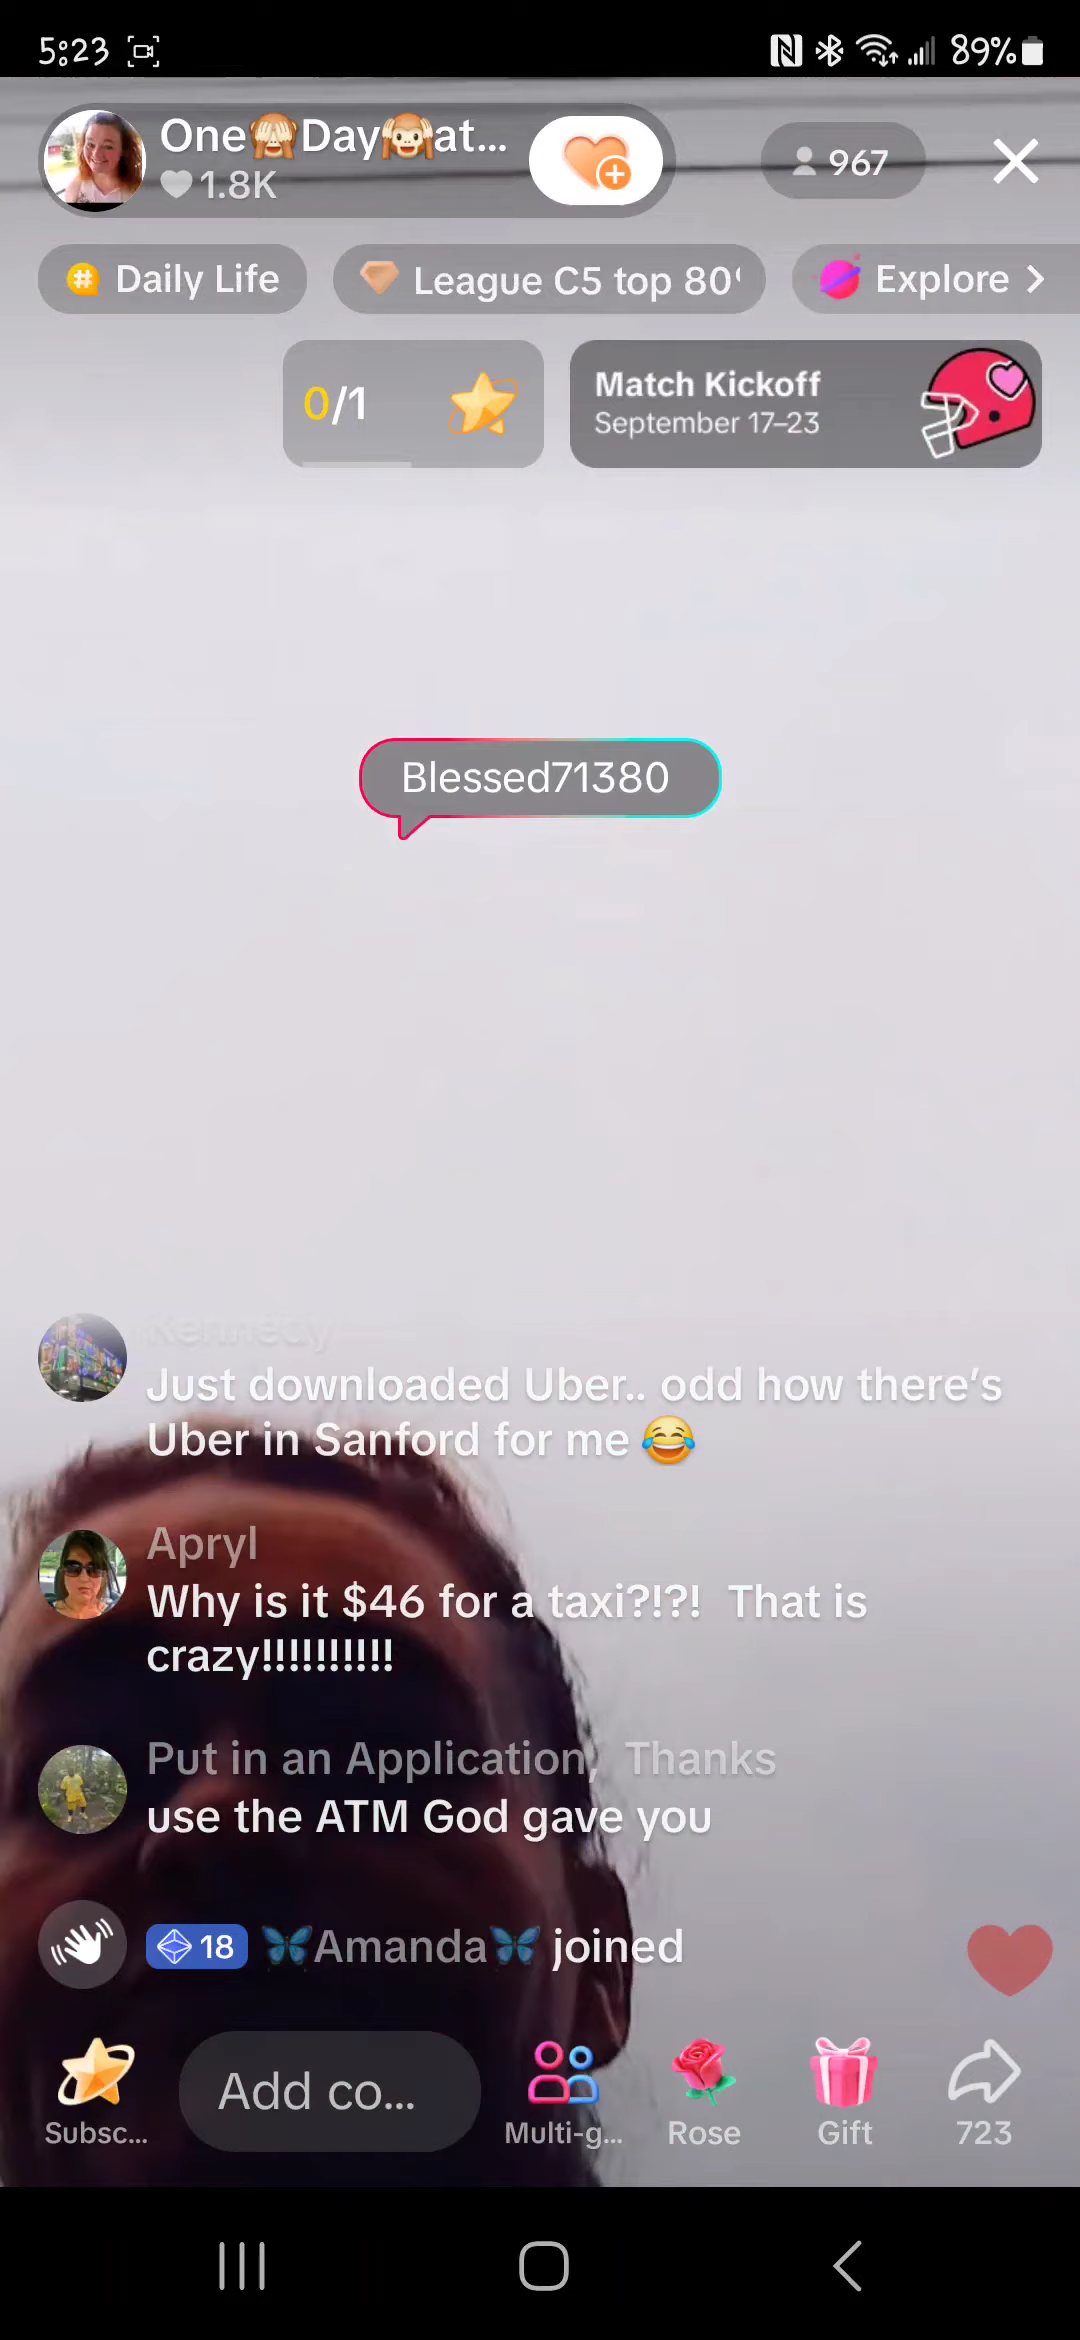 5:23
89%
One🙈Day🙉at...
1.8K
967
Daily Life
League C5 top 80
Explore >
0/1
Match Kickoff
September 17–23
Blessed71380
Kennedy
Just downloaded Uber.. odd how there's
Uber in Sanford for me 😂
Apryl
Why is it $46 for a taxi?!?!  That is
crazy!!!!!!!!!!
Put in an Application,  Thanks
use the ATM God gave you
18 🦋Amanda🦋 joined
Add co...
Subsc...
Multi-g...
Rose
Gift
723